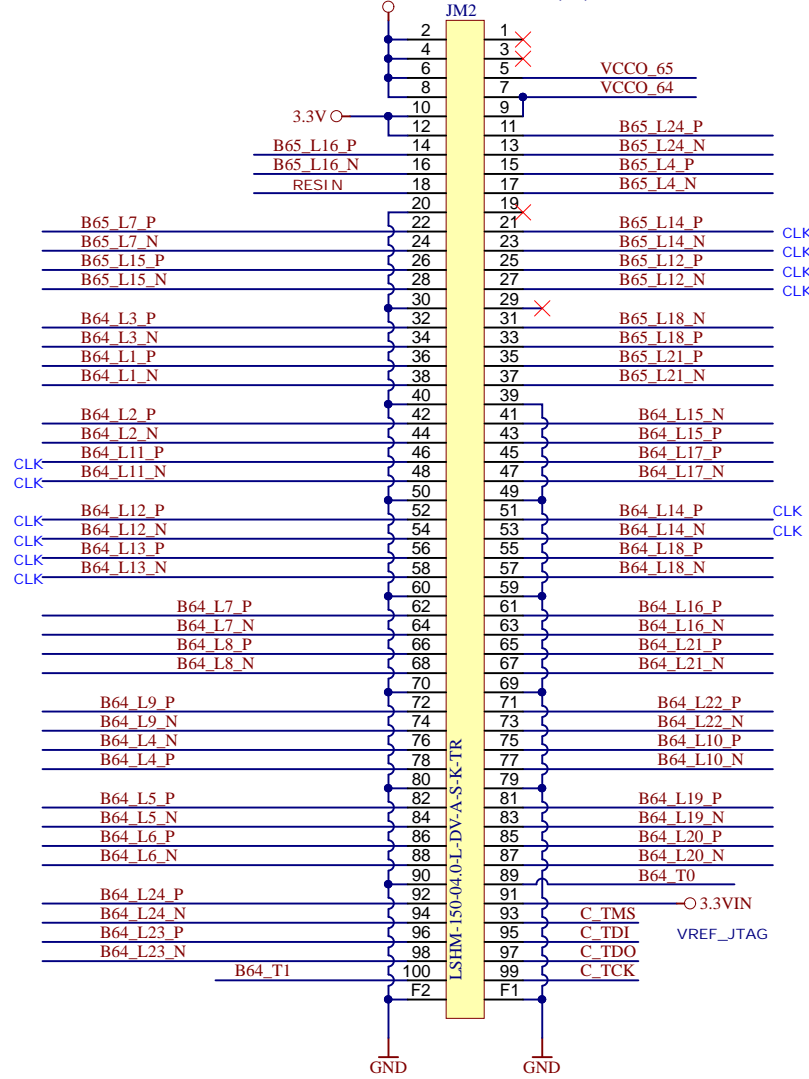 JM2
2 1
4 3
6 5 VCCO_65
8 7 VCCO_64
3.3V 10 9
12 11 B65_L24_P
B65_L16_P 14 13 B65_L24_N
B65_L16_N 16 15 B65_L4_P
RESIN 18 17 B65_L4_N
20 19
B65_L7_P 22 21 B65_L14_P CLK
B65_L7_N 24 23 B65_L14_N CLK
B65_L15_P 26 25 B65_L12_P CLK
B65_L15_N 28 27 B65_L12_N CLK
30 29
B64_L3_P 32 31 B65_L18_N
B64_L3_N 34 33 B65_L18_P
B64_L1_P 36 35 B65_L21_P
B64_L1_N 38 37 B65_L21_N
40 39
B64_L2_P 42 41 B64_L15_N
B64_L2_N 44 43 B64_L15_P
CLK B64_L11_P 46 45 B64_L17_P
CLK B64_L11_N 48 47 B64_L17_N
50 49
CLK B64_L12_P 52 51 B64_L14_P CLK
CLK B64_L12_N 54 53 B64_L14_N CLK
CLK B64_L13_P 56 55 B64_L18_P
CLK B64_L13_N 58 57 B64_L18_N
60 59
B64_L7_P 62 61 B64_L16_P
B64_L7_N 64 63 B64_L16_N
B64_L8_P 66 65 B64_L21_P
B64_L8_N 68 67 B64_L21_N
70 69
B64_L9_P 72 71 B64_L22_P
B64_L9_N 74 73 B64_L22_N
B64_L4_N 76 75 B64_L10_P
B64_L4_P 78 77 B64_L10_N
80 79
B64_L5_P 82 81 B64_L19_P
B64_L5_N 84 83 B64_L19_N
B64_L6_P 86 85 B64_L20_P
B64_L6_N 88 87 B64_L20_N
90 89 B64_T0
B64_L24_P 92 91 3.3VIN
B64_L24_N 94 93 C_TMS
B64_L23_P 96 95 C_TDI VREF_JTAG
B64_L23_N 98 97 C_TDO
B64_T1 100 99 C_TCK
F2 F1
LSHM-150-04.0-L-DV-A-S-K-TR
GND GND